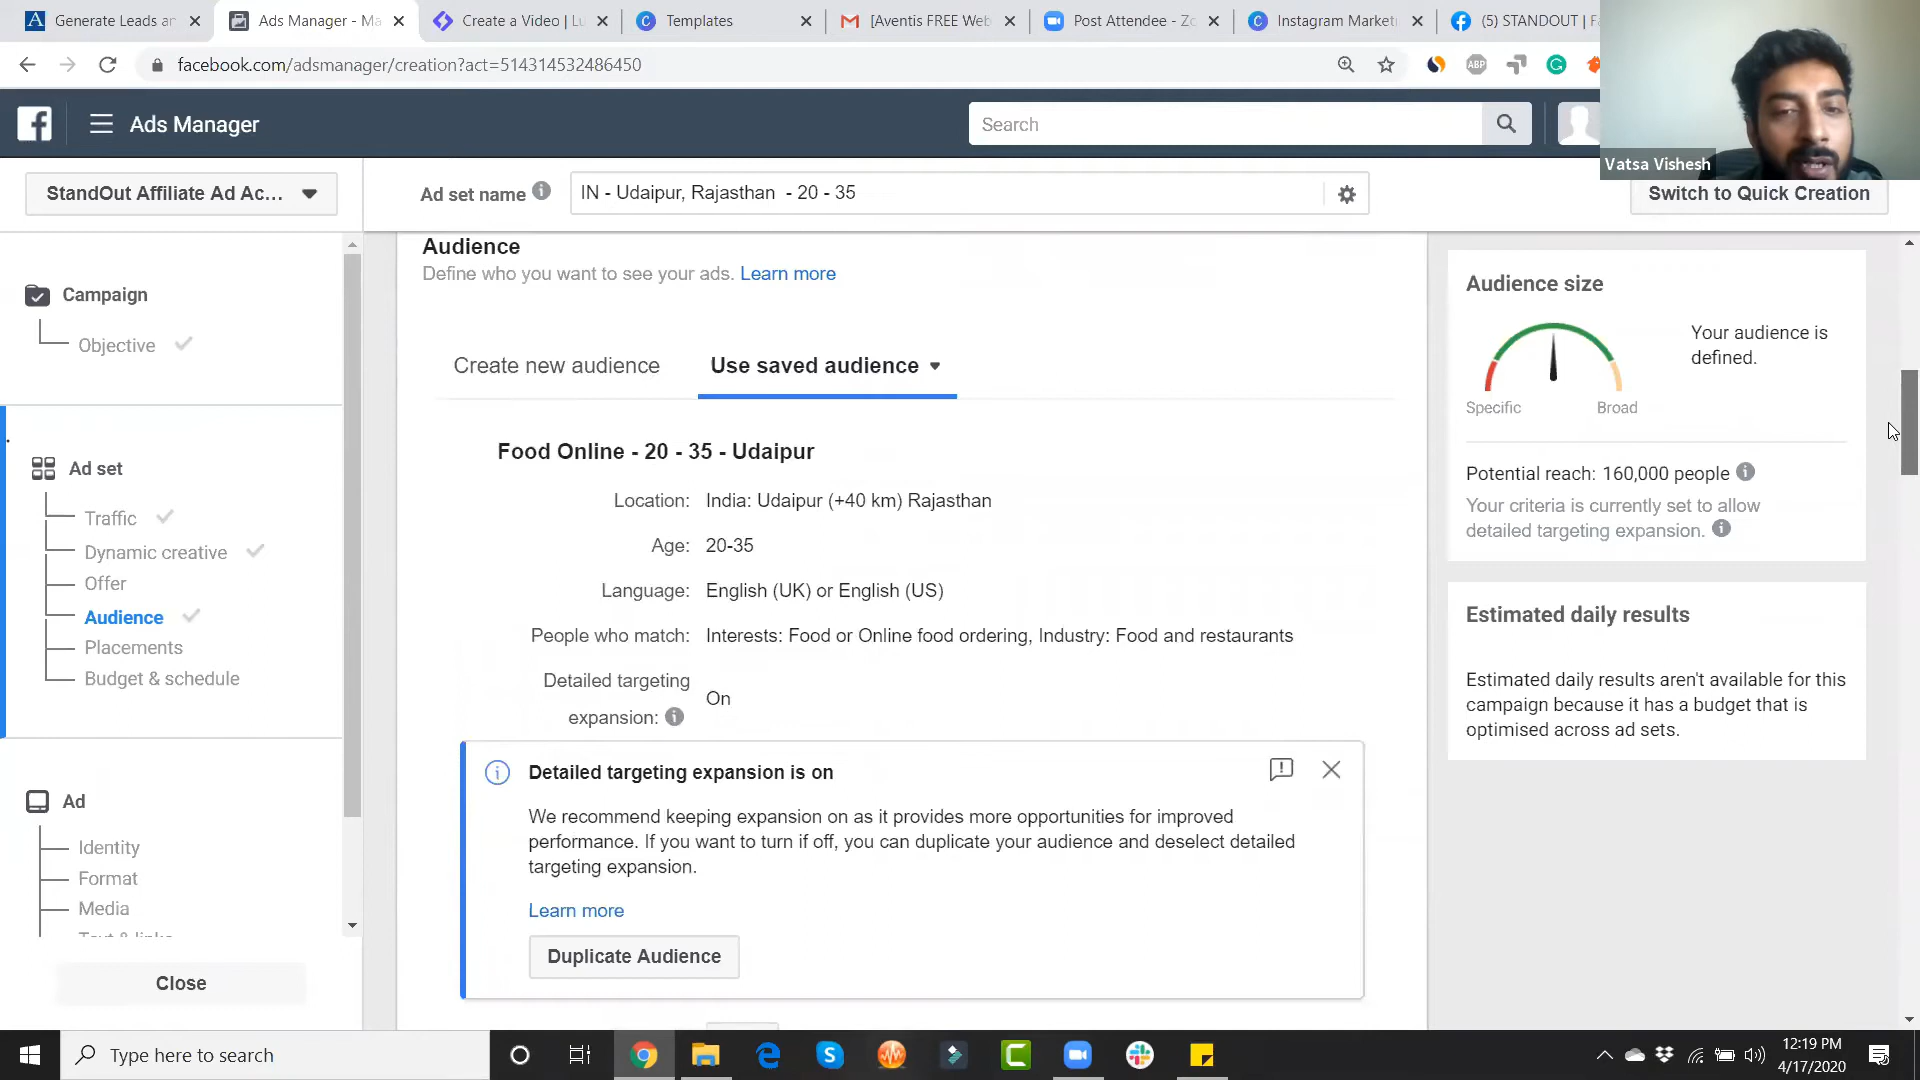 Generate Leads an
Ads Manager - Ma
Create a Video | Lu
Templates
[Aventis FREE Web
Post Attendee - Zo
Instagram Marketi
(5) STANDOUT | Fa
facebook.com/adsmanager/creation?act=514314532486450
ABP
Ads Manager
Search
Vatsa Vishesh
StandOut Affiliate Ad Ac...
Ad set name
IN - Udaipur, Rajasthan - 20 - 35
Switch to Quick Creation
Campaign
Objective
Ad set
Traffic
Dynamic creative
Offer
Audience
Placements
Budget & schedule
Ad
Identity
Format
Media
Text & links
Close
Audience
Define who you want to see your ads. Learn more
Create new audience
Use saved audience
Food Online - 20 - 35 - Udaipur
Location: India: Udaipur (+40 km) Rajasthan
Age: 20-35
Language: English (UK) or English (US)
People who match: Interests: Food or Online food ordering, Industry: Food and restaurants
Detailed targeting
expansion:
On
Detailed targeting expansion is on
We recommend keeping expansion on as it provides more opportunities for improved
performance. If you want to turn if off, you can duplicate your audience and deselect detailed
targeting expansion.
Learn more
Duplicate Audience
Audience size
Your audience is
defined.
Specific
Broad
Potential reach: 160,000 people
Your criteria is currently set to allow
detailed targeting expansion.
Estimated daily results
Estimated daily results aren't available for this
campaign because it has a budget that is
optimised across ad sets.
Type here to search
12:19 PM
4/17/2020